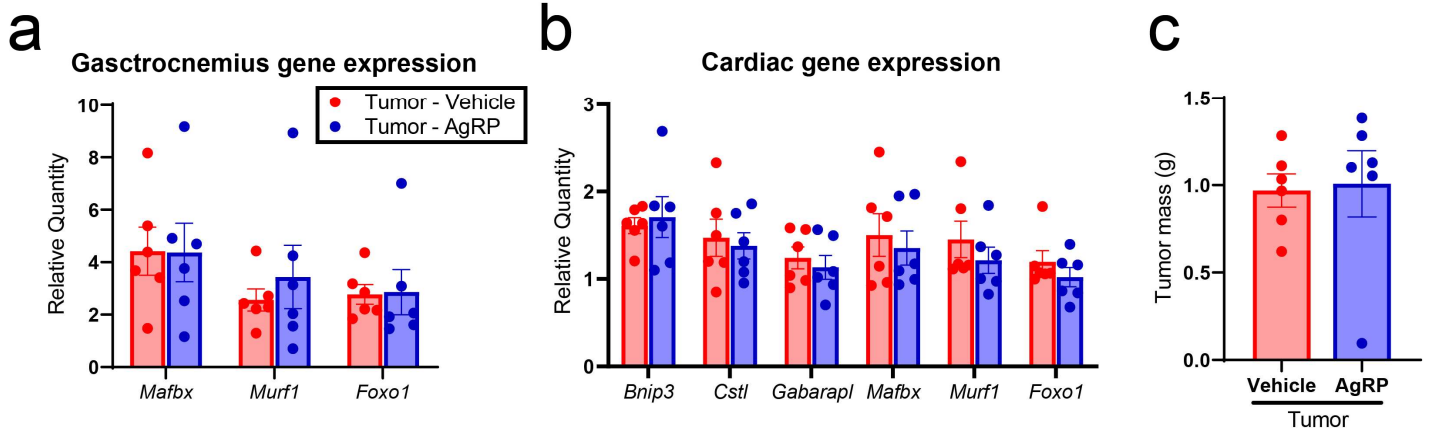 a
Gasctrocnemius gene expression
Tumor - Vehicle
Tumor - AgRP
Relative Quantity
10
8
6
4
2
0
Mafbx Murf1 Foxo1
b
Cardiac gene expression
Relative Quantity
3
2
1
0
Bnip3 Cstl Gabarapl Mafbx Murf1 Foxo1
c
Tumor mass (g)
1.5
1.0
0.5
0.0
Vehicle AgRP
Tumor